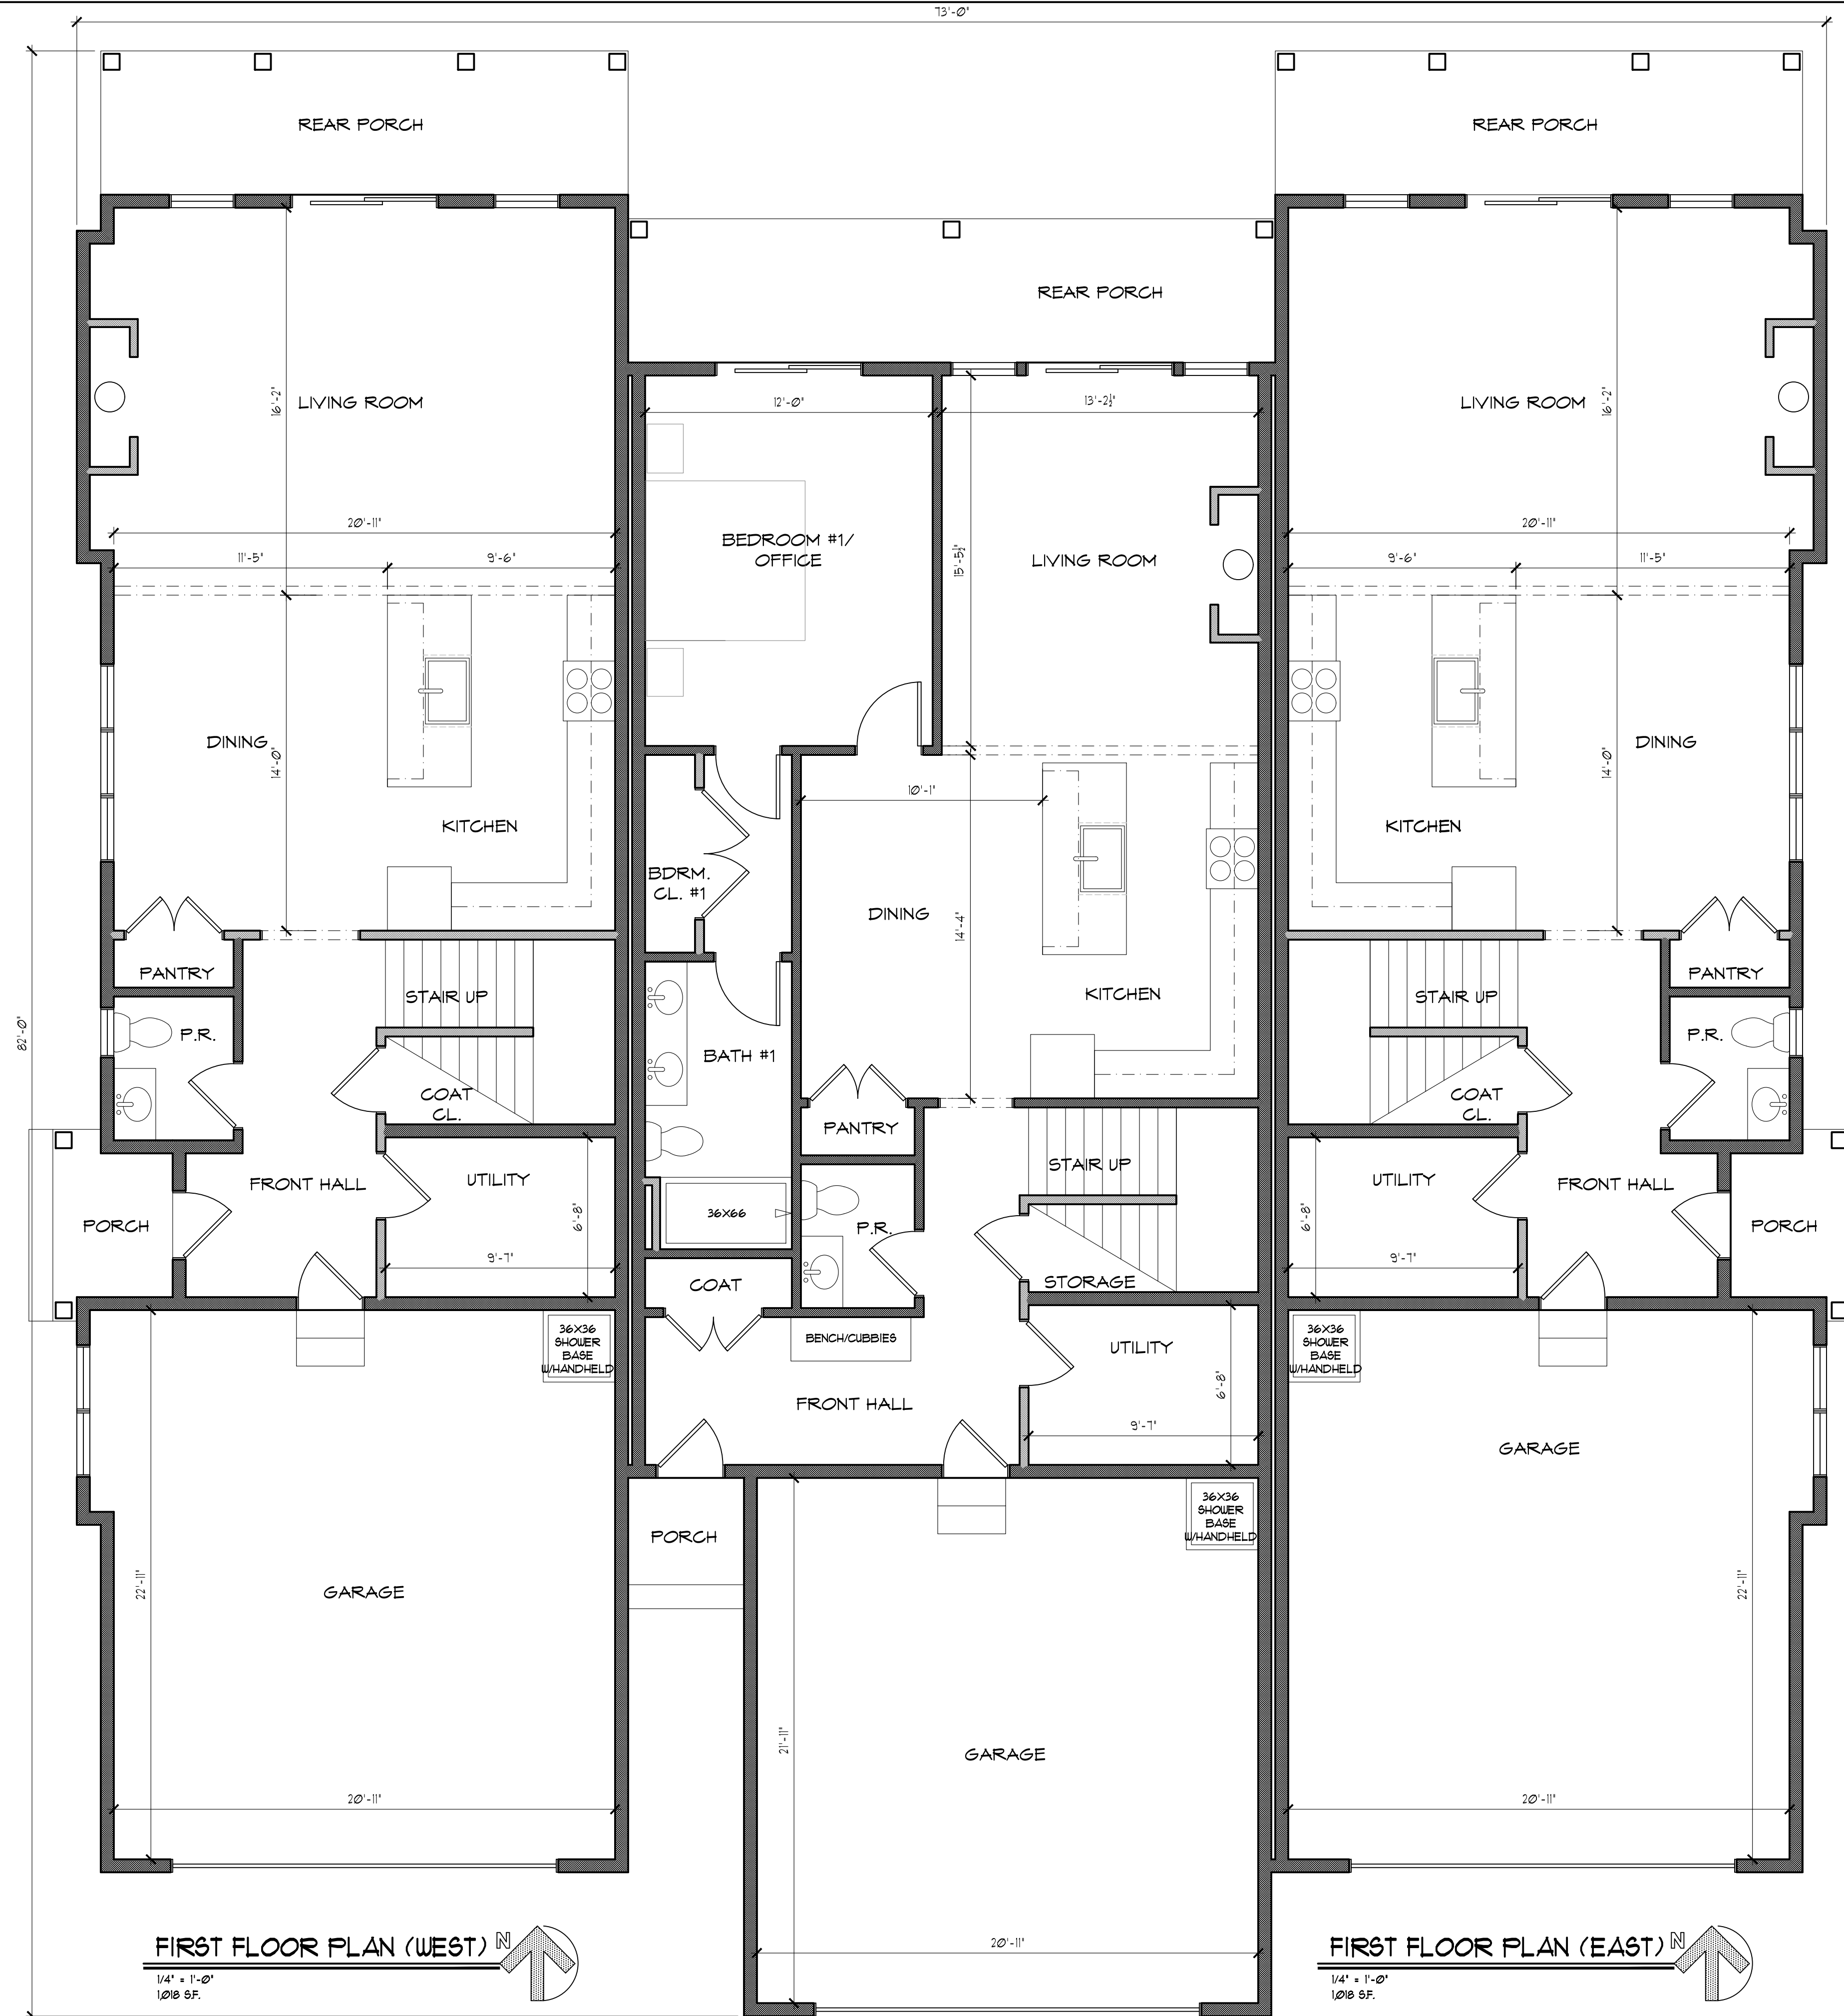 73'-0"
REAR PORCH
REAR PORCH
REAR PORCH
16'-2"
LIVING ROOM
12'-0"
13'-2½"
LIVING ROOM
16'-2"
20'-11"
11'-5"
9'-6"
BEDROOM #1/
OFFICE
15'-5½"
LIVING ROOM
20'-11"
9'-6"
11'-5"
DINING
14'-0"
KITCHEN
10'-1"
KITCHEN
14'-0"
DINING
BDRM.
CL. #1
DINING
14'-4"
KITCHEN
PANTRY
STAIR UP
P.R.
82'-0"
COAT
CL.
BATH #1
PANTRY
STAIR UP
STAIR UP
PANTRY
P.R.
COAT
CL.
FRONT HALL
UTILITY
PORCH
6'-8"
9'-7"
36X66
P.R.
COAT
STORAGE
UTILITY
FRONT HALL
6'-8"
9'-7"
PORCH
36X36
SHOWER
BASE
W/HANDHELD
BENCH/CUBBIES
UTILITY
FRONT HALL
6'-8"
9'-7"
36X36
SHOWER
BASE
W/HANDHELD
GARAGE
22'-11"
GARAGE
20'-11"
PORCH
36X36
SHOWER
BASE
W/HANDHELD
21'-11"
GARAGE
20'-11"
22'-11"
20'-11"
FIRST FLOOR PLAN (WEST) N
1/4" = 1'-0"
1,018 S.F.
FIRST FLOOR PLAN (EAST) N
1/4" = 1'-0"
1,018 S.F.